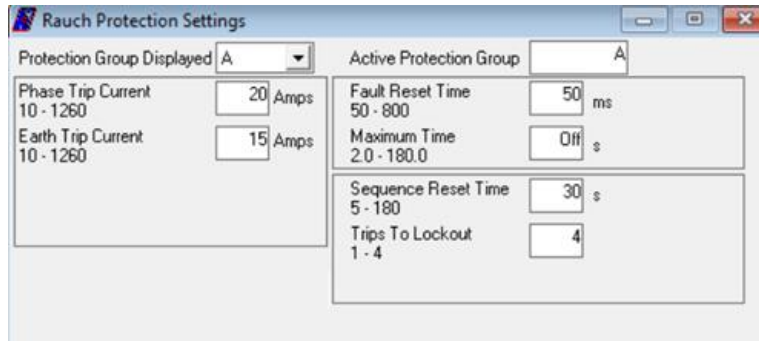 Rauch Protection Settings
Protection Group Displayed A
Active Protection Group A
Phase Trip Current 20 Amps
10 - 1260
Earth Trip Current 15 Amps
10 - 1260
Fault Reset Time 50 ms
50 - 800
Maximum Time Off s
2.0 - 180.0
Sequence Reset Time 30 s
5 - 180
Trips To Lockout 4
1 - 4